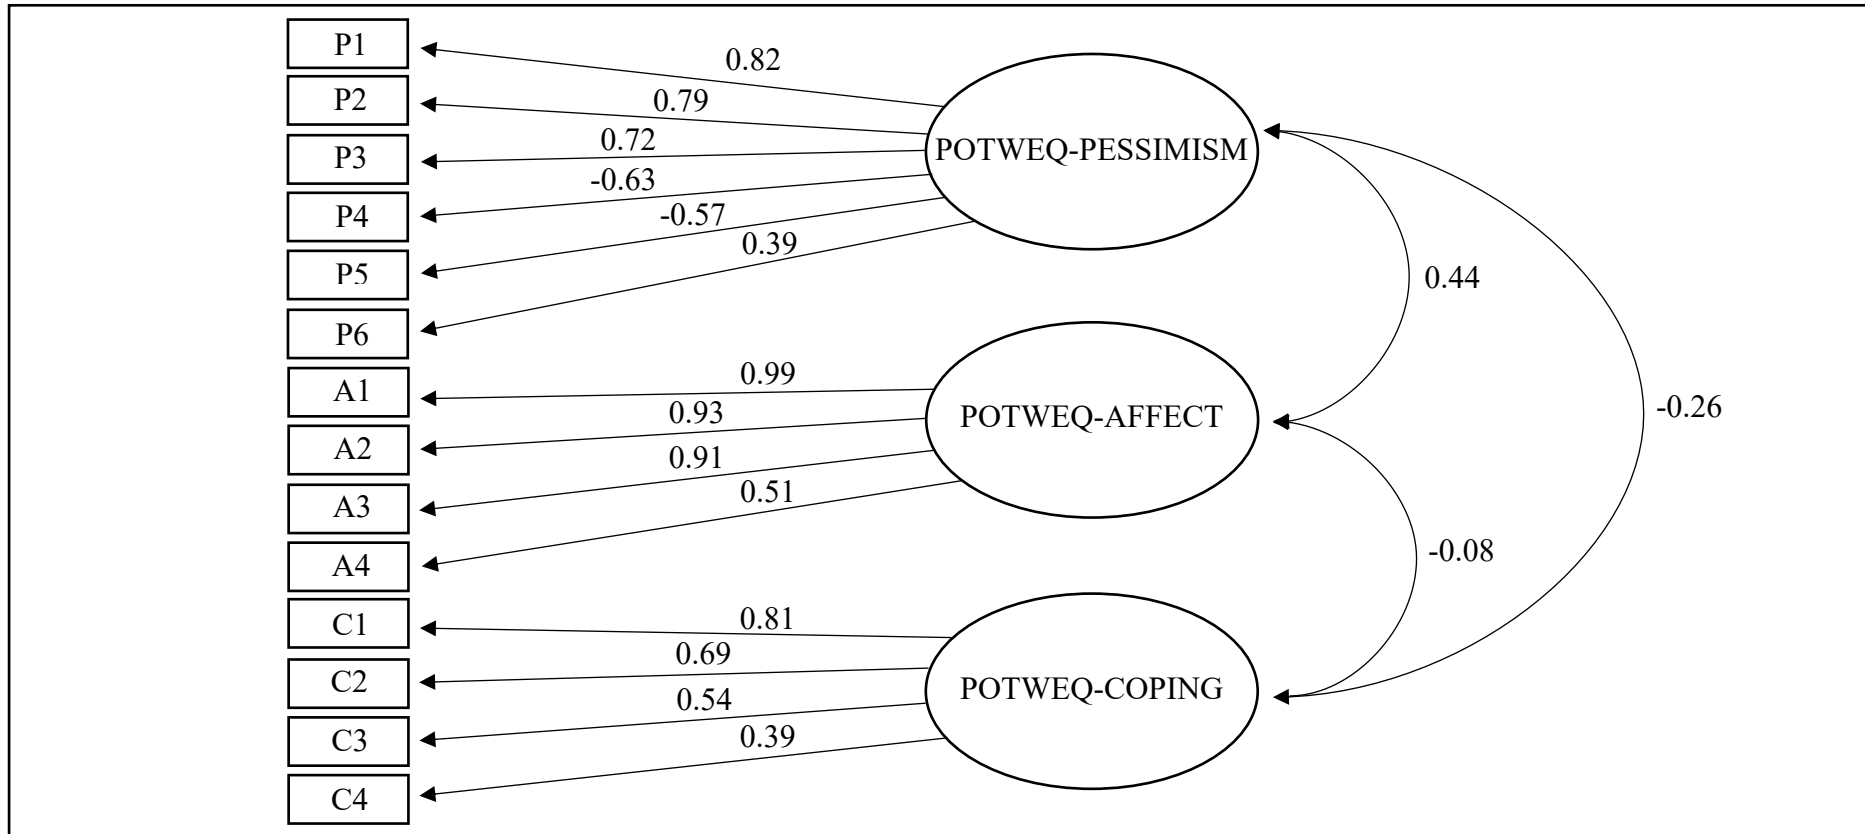 P1
0.82
P2
0.79
POTWEQ-PESSIMISM
P3
0.72
P4
-0.63
P5
-0.57
P6
0.39
0.44
A1
0.99
A2
0.93
POTWEQ-AFFECT
-0.26
A3
0.91
A4
0.51
-0.08
C1
0.81
C2
0.69
POTWEQ-COPING
C3
0.54
C4
0.39